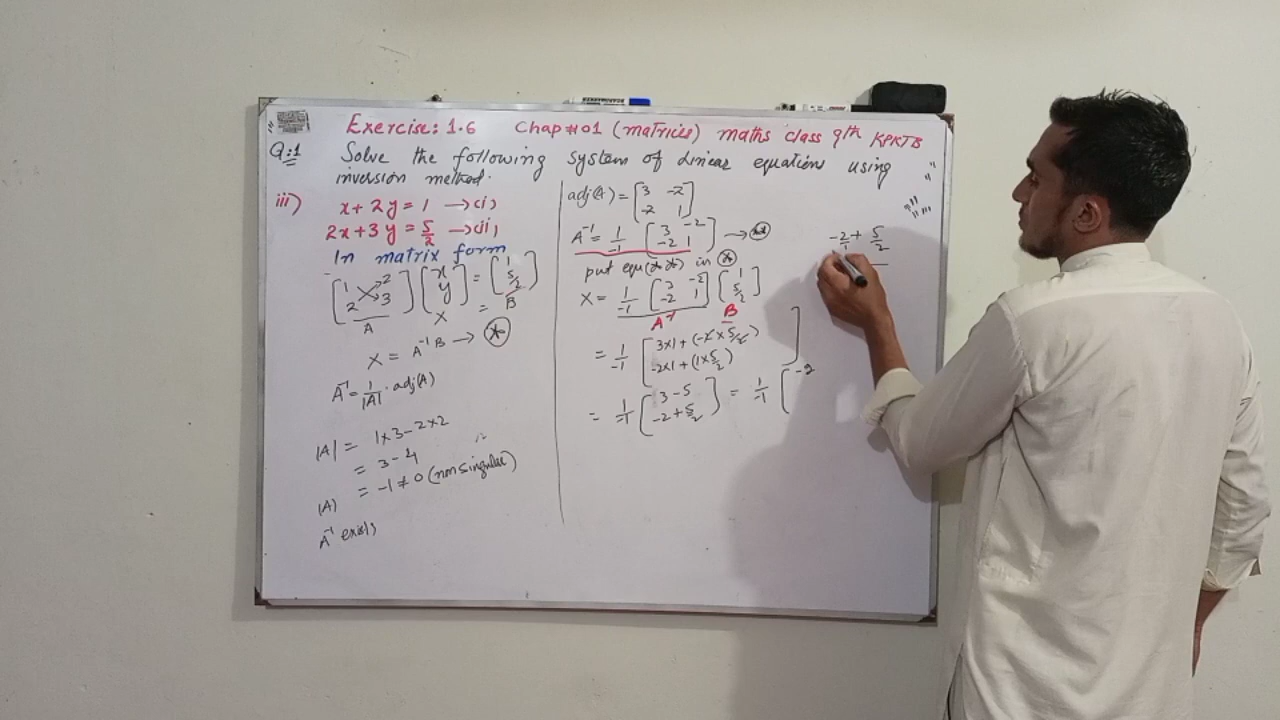 Exercise: 1.6 Chap#01 (matrices) maths class 9th KPKTB
Q:1 Solve the following system of Linear equations using
inversion method.
iii) x + 2y = 1 → (i)
2x + 3y = 5/2 → (ii)
In matrix form
[1 2 2 3] [x y] = [1 5/2]
A X = B
X = A⁻¹B → (*)
A⁻¹ = 1/|A| · adj(A)
|A| = 1×3 - 2×2
= 3 - 4
|A| = -1 ≠ 0 (non singular)
A⁻¹ exists
adj(A) = [3 -2 -2 1]
A⁻¹ = 1/-1 [3 -2 -2 1] → (**)
put equ(**) in (*)
X = 1/-1 [3 -2 -2 1] [1 5/2]
A⁻¹ B
= 1/-1 [3×1 + (-2×5/2) -2×1 + (1×5/2)]
= 1/-1 [3-5 -2+5/2] = 1/-1 [-2
-2/1 + 5/2